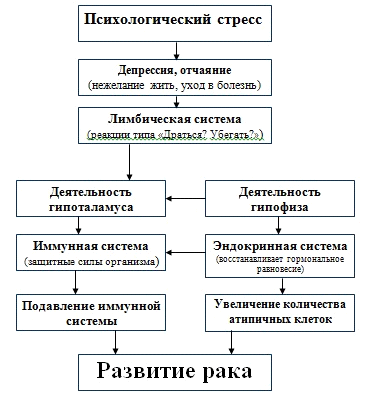 Психологический стресс
Депрессия, отчаяние
(нежелание жить, уход в болезнь)
Лимбическая система
(реакции типа «Драться? Убегать?»)
Деятельность
гипоталамуса
Деятельность
гипофиза
Иммунная система
(защитные силы организма)
Эндокринная система
(восстанавливает гормональное
равновесие)
Подавление иммунной
системы
Увеличение количества
атипичных клеток
Развитие рака